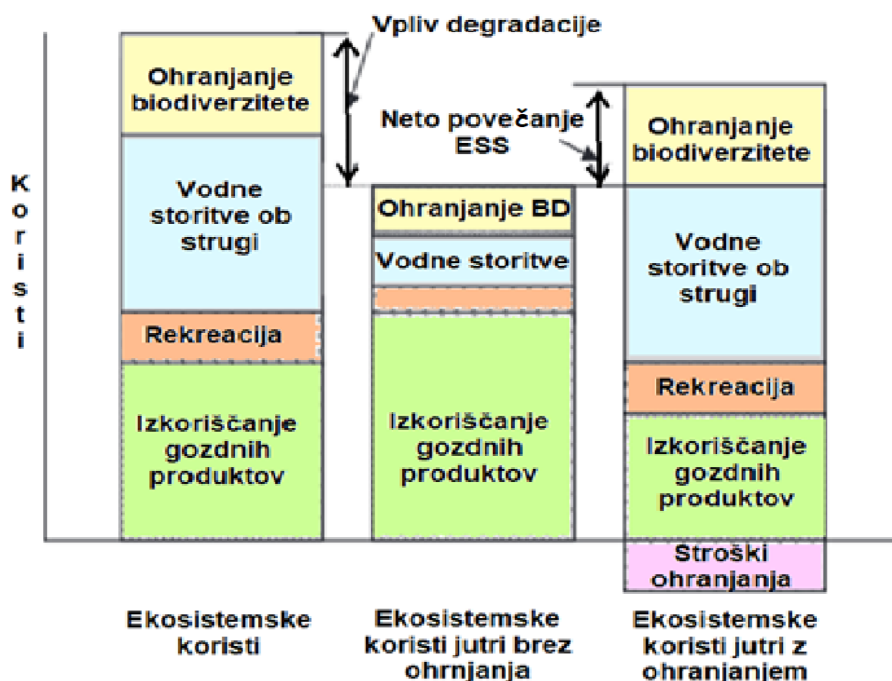 Vpliv degradacije
Ohranjanje
biodiverzitete
Neto povečanje
ESS
Ohranjanje
biodiverzitete
Koristi
Vodne
storitve ob
strugi
Ohranjanje BD
Vodne storitve
Vodne
storitve ob
strugi
Rekreacija
Rekreacija
Izkoriščanje
gozdnih
produktov
Izkoriščanje
gozdnih
produktov
Izkoriščanje
gozdnih
produktov
Stroški
ohranjanja
Ekosistemske
koristi
Ekosistemske
koristi jutri brez
ohrnjanja
Ekosistemske
koristi jutri z
ohranjanjem